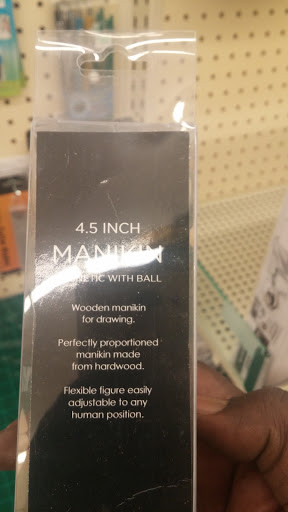 4.5 INCH
MANIKIN
WITH BALL
Wooden manikin
for drawing.
Perfectly proportioned
manikin made
from hardwood.
Flexible figure easily
adjustable to any
human position.